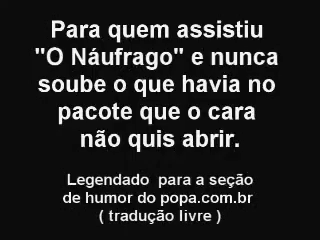 Para quem assistiu
"O Náufrago" e nunca
soube o que havia no
pacote que o cara
não quis abrir.
Legendado para a seção
de humor do popa.com.br
( tradução livre )